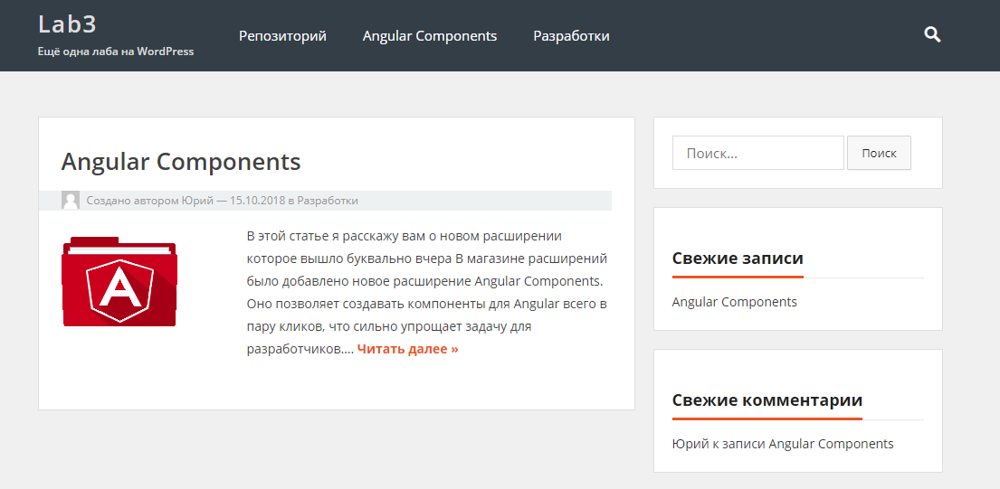 Lab3
Ещё одна лаба на WordPress
Репозиторий Angular Components Разработки
Angular Components
Создано автором Юрий — 15.10.2018 в Разработки
A
В этой статье я расскажу вам о новом расширении
которое вышло буквально вчера В магазине расширений
было добавлено новое расширение Angular Components.
Оно позволяет создавать компоненты для Angular всего в
пару кликов, что сильно упрощает задачу для
разработчиков.... Читать далее »
Поиск... Поиск
Свежие записи
Angular Components
Свежие комментарии
Юрий к записи Angular Components